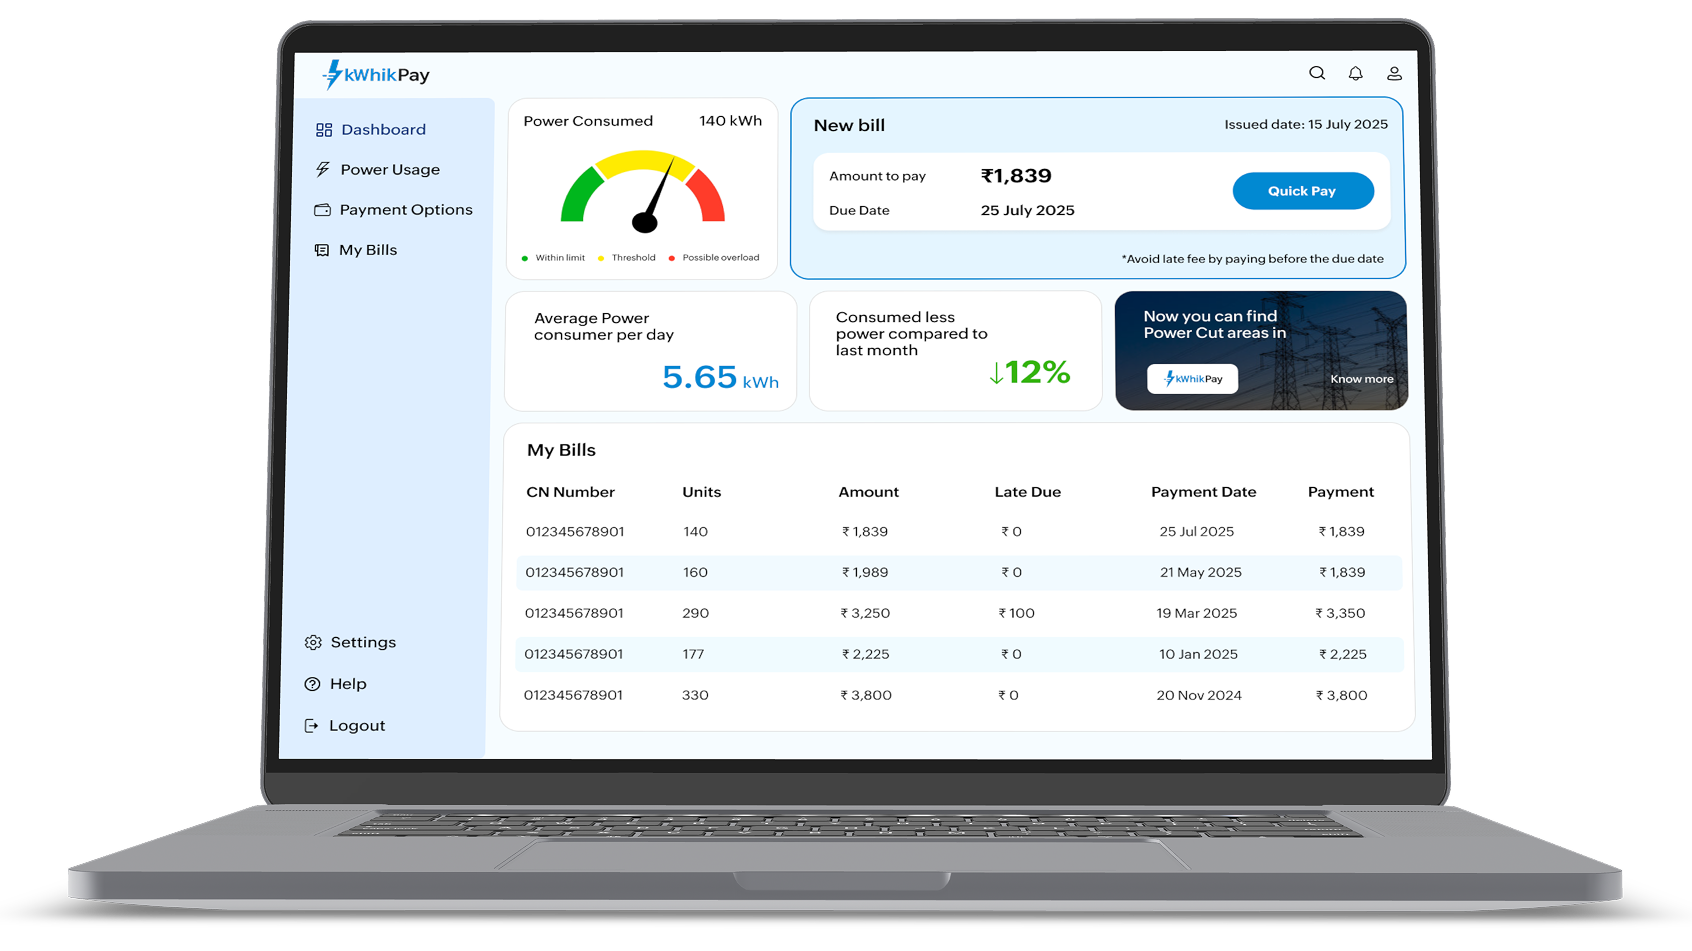 kWhikPay
Dashboard
Power Usage
Payment Options
My Bills
Settings
Help
Logout
Power Consumed 140 kWh
Within limit Threshold Possible overload
New bill Issued date: 15 July 2025
Amount to pay ₹1,839
Due Date 25 July 2025
Quick Pay
*Avoid late fee by paying before the due date
Average Power
consumer per day
5.65 kWh
Consumed less
power compared to
last month
↓12%
Now you can find
Power Cut areas in
kWhikPay Know more
My Bills
CN Number Units Amount Late Due Payment Date Payment
012345678901 140 ₹ 1,839 ₹ 0 25 Jul 2025 ₹ 1,839
012345678901 160 ₹ 1,989 ₹ 0 21 May 2025 ₹ 1,839
012345678901 290 ₹ 3,250 ₹ 100 19 Mar 2025 ₹ 3,350
012345678901 177 ₹ 2,225 ₹ 0 10 Jan 2025 ₹ 2,225
012345678901 330 ₹ 3,800 ₹ 0 20 Nov 2024 ₹ 3,800